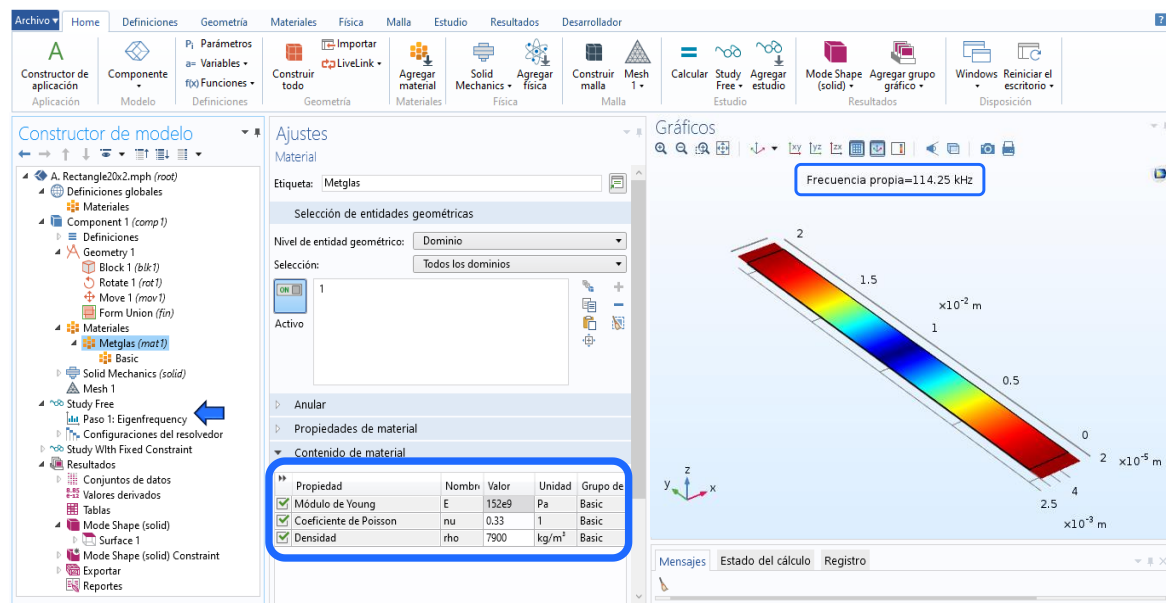 Archivo Home Definiciones Geometría Materiales Física Malla Estudio Resultados Desarrollador ?
Constructor de aplicación
Aplicación
Componente
Modelo
Pi Parámetros
a= Variables
f(x) Funciones
Definiciones
Construir todo
Importar
LiveLink
Geometría
Agregar material
Materiales
Solid Mechanics
Agregar física
Física
Construir malla
Mesh 1
Malla
Calcular
Study Free
Agregar estudio
Estudio
Mode Shape (solid)
Agregar grupo gráfico
Resultados
Windows
Reiniciar el escritorio
Disposición
Constructor de modelo
A. Rectangle20x2.mph (root)
Definiciones globales
Materiales
Component 1 (comp1)
Definiciones
Geometry 1
Block 1 (blk1)
Rotate 1 (rot1)
Move 1 (mov1)
Form Union (fin)
Materiales
Metglas (mat1)
Basic
Solid Mechanics (solid)
Mesh 1
Study Free
Paso 1: Eigenfrequency
Configuraciones del resolvedor
Study WIth Fixed Constraint
Resultados
Conjuntos de datos
8.85
e-12
Valores derivados
Tablas
Mode Shape (solid)
Surface 1
Mode Shape (solid) Constraint
Exportar
Reportes
Ajustes
Material
Etiqueta: Metglas
Selección de entidades geométricas
Nivel de entidad geométrico: Dominio
Selección: Todos los dominios
ON
Activo
1
Anular
Propiedades de material
Contenido de material
Propiedad Nombre Valor Unidad Grupo de
Módulo de Young E 152e9 Pa Basic
Coeficiente de Poisson nu 0.33 1 Basic
Densidad rho 7900 kg/m³ Basic
Gráficos
xy yz zx
Frecuencia propia=114.25 kHz
2
1.5
×10⁻² m
1
0.5
0
2 ×10⁻⁵ m
4
2.5
×10⁻³ m
z
y x
Mensajes Estado del cálculo Registro